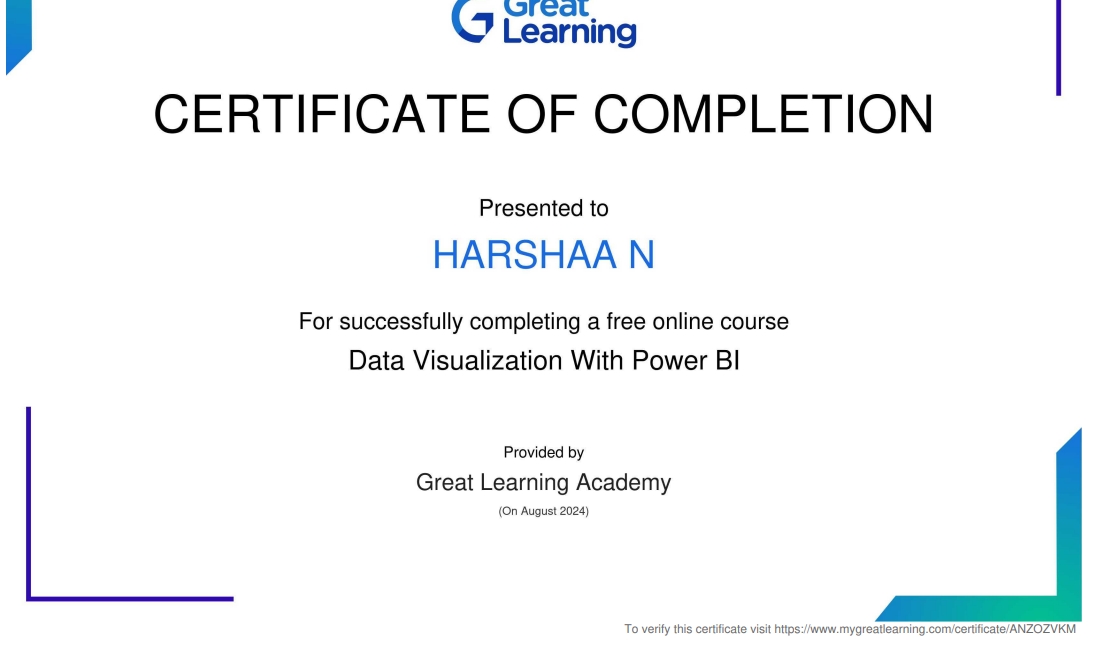 Great
Learning
CERTIFICATE OF COMPLETION
Presented to
HARSHAA N
For successfully completing a free online course
Data Visualization With Power BI
Provided by
Great Learning Academy
(On August 2024)
To verify this certificate visit https://www.mygreatlearning.com/certificate/ANZOZVKM